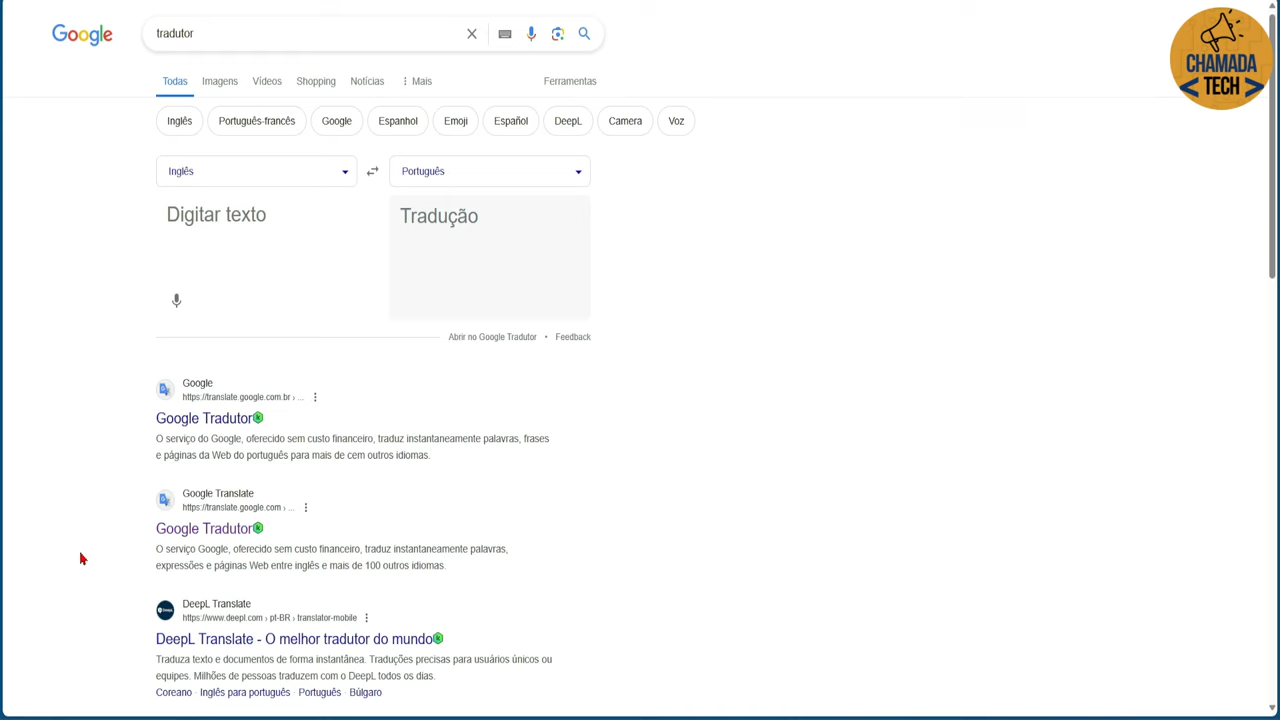 Google
tradutor
CHAMADA
< TECH >
Todas Imagens Vídeos Shopping Notícias Mais Ferramentas
Inglês Português-francês Google Espanhol Emoji Español DeepL Camera Voz
Inglês Português
Digitar texto Tradução
Abrir no Google Tradutor • Feedback
Google
https://translate.google.com.br › ...
Google Tradutor
O serviço do Google, oferecido sem custo financeiro, traduz instantaneamente palavras, frases
e páginas da Web do português para mais de cem outros idiomas.
Google Translate
https://translate.google.com › ...
Google Tradutor
O serviço Google, oferecido sem custo financeiro, traduz instantaneamente palavras,
expressões e páginas Web entre inglês e mais de 100 outros idiomas.
DeepL Translate
https://www.deepl.com › pt-BR › translator-mobile
DeepL Translate - O melhor tradutor do mundo
Traduza texto e documentos de forma instantânea. Traduções precisas para usuários únicos ou
equipes. Milhões de pessoas traduzem com o DeepL todos os dias.
Coreano · Inglês para português · Português · Búlgaro